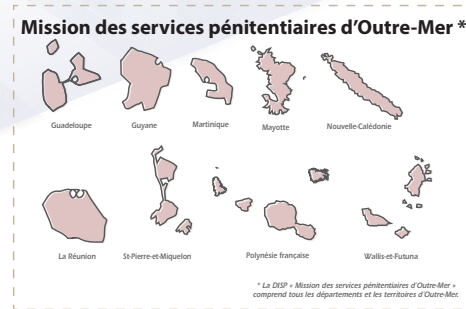 Mission des services pénitentiaires d’Outre-Mer *
Guadeloupe
Guyane
Martinique
Mayotte
Nouvelle-Calédonie
La Réunion
St-Pierre-et-Miquelon
Polynésie française
Wallis-et-Futuna
* La DISP « Mission des services pénitentiaires d’Outre-Mer »
comprend tous les départements et les territoires d’Outre-Mer.